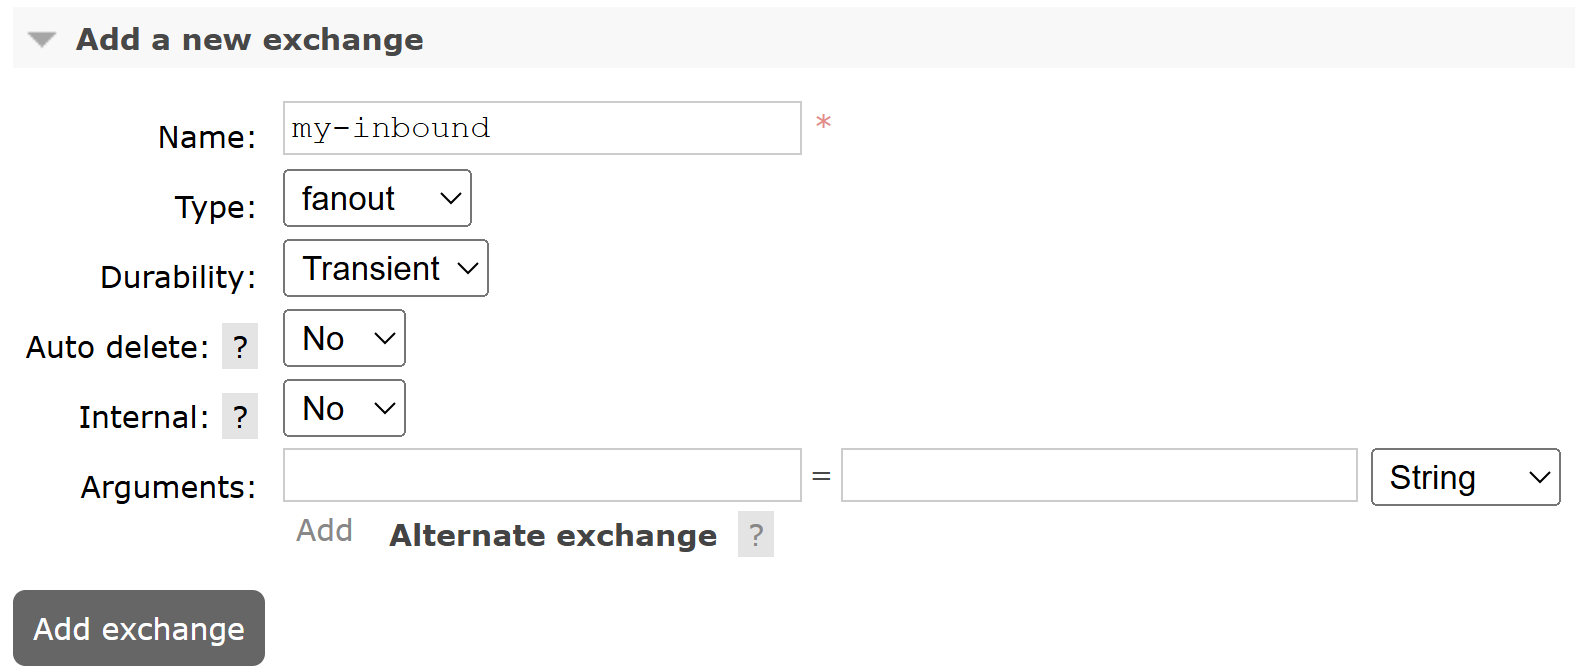 Add a new exchange
Name: my-inbound *
Type: fanout
Durability: Transient
Auto delete: ? No
Internal: ? No
Arguments: = String
Add Alternate exchange ?
Add exchange